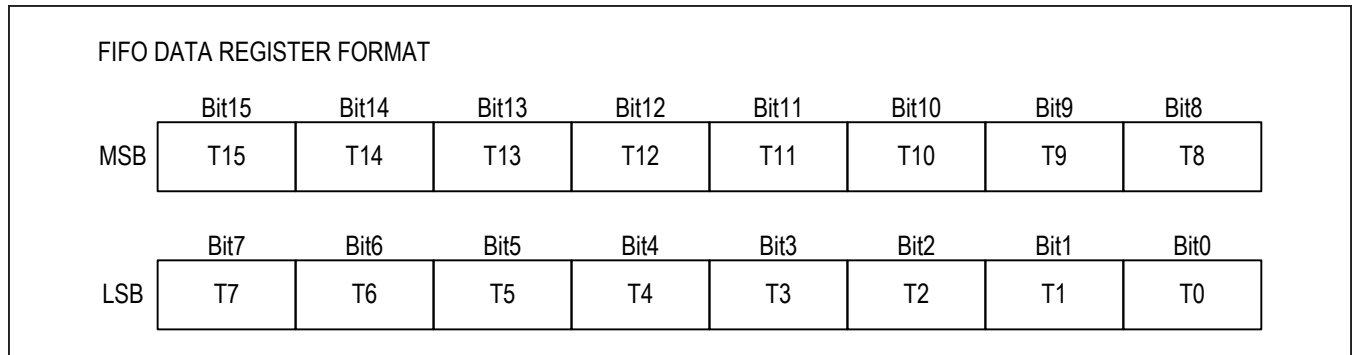 FIFO DATA REGISTER FORMAT
Bit15 Bit14 Bit13 Bit12 Bit11 Bit10 Bit9 Bit8
MSB T15 T14 T13 T12 T11 T10 T9 T8
Bit7 Bit6 Bit5 Bit4 Bit3 Bit2 Bit1 Bit0
LSB T7 T6 T5 T4 T3 T2 T1 T0